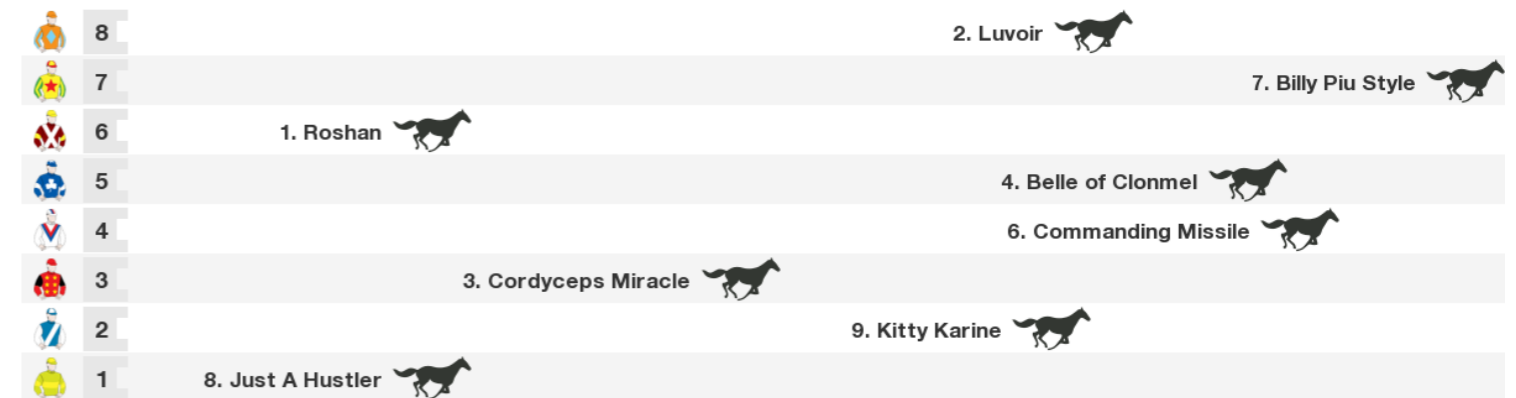 8 2. Luvoir
7 7. Billy Piu Style
6 1. Roshan
5 4. Belle of Clonmel
4 6. Commanding Missile
3 3. Cordyceps Miracle
2 9. Kitty Karine
1 8. Just A Hustler